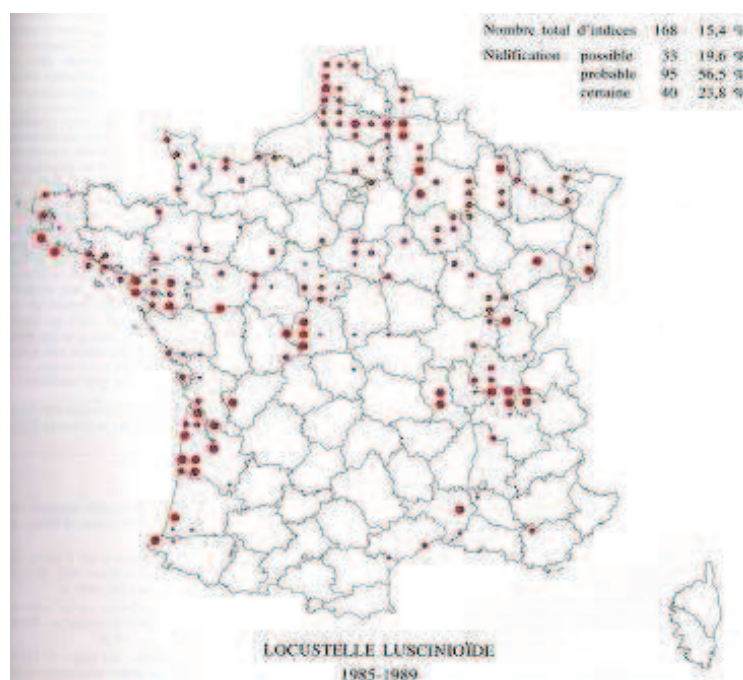 Nombre total d'indices 168 15,4 %
Nidification possible 33 19,6 %
probable 95 56,5 %
certaine 40 23,8 %
LOCUSTELLE LUSCINIOÏDE
1985-1989